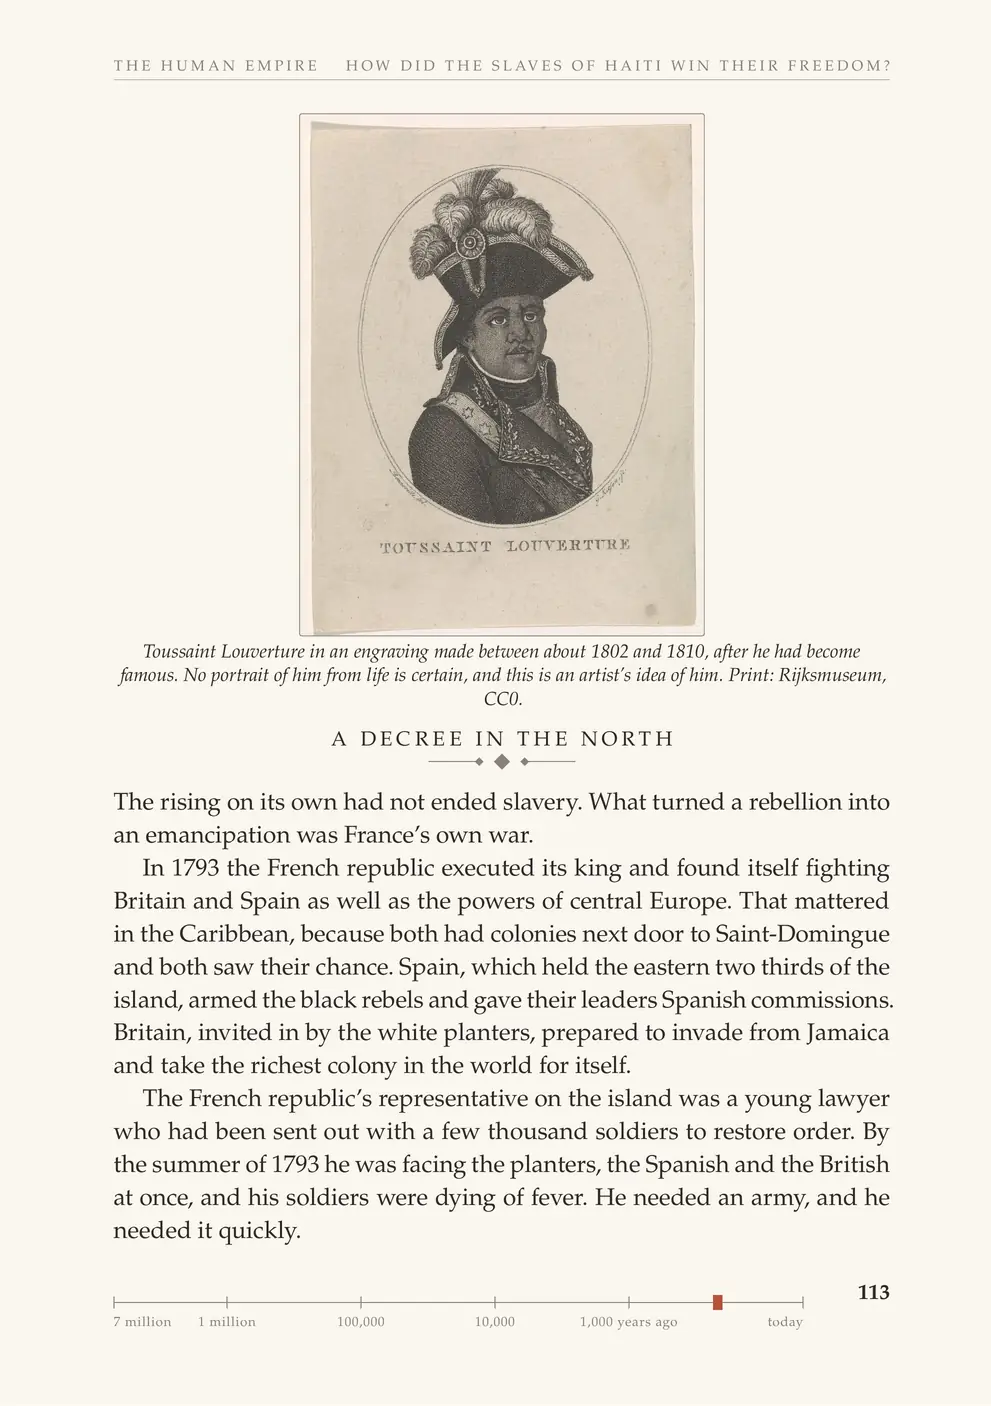 THE HUMAN EMPIRE HOW DID THE SLAVES OF HAITI WIN THEIR FREEDOM?
TOUSSAINT LOUVERTURE
Toussaint Louverture in an engraving made between about 1802 and 1810, after he had become
famous. No portrait of him from life is certain, and this is an artist's idea of him. Print: Rijksmuseum,
CC0.
A DECREE IN THE NORTH
The rising on its own had not ended slavery. What turned a rebellion into
an emancipation was France's own war.
In 1793 the French republic executed its king and found itself fighting
Britain and Spain as well as the powers of central Europe. That mattered
in the Caribbean, because both had colonies next door to Saint-Domingue
and both saw their chance. Spain, which held the eastern two thirds of the
island, armed the black rebels and gave their leaders Spanish commissions.
Britain, invited in by the white planters, prepared to invade from Jamaica
and take the richest colony in the world for itself.
The French republic's representative on the island was a young lawyer
who had been sent out with a few thousand soldiers to restore order. By
the summer of 1793 he was facing the planters, the Spanish and the British
at once, and his soldiers were dying of fever. He needed an army, and he
needed it quickly.
113
7 million 1 million 100,000 10,000 1,000 years ago today